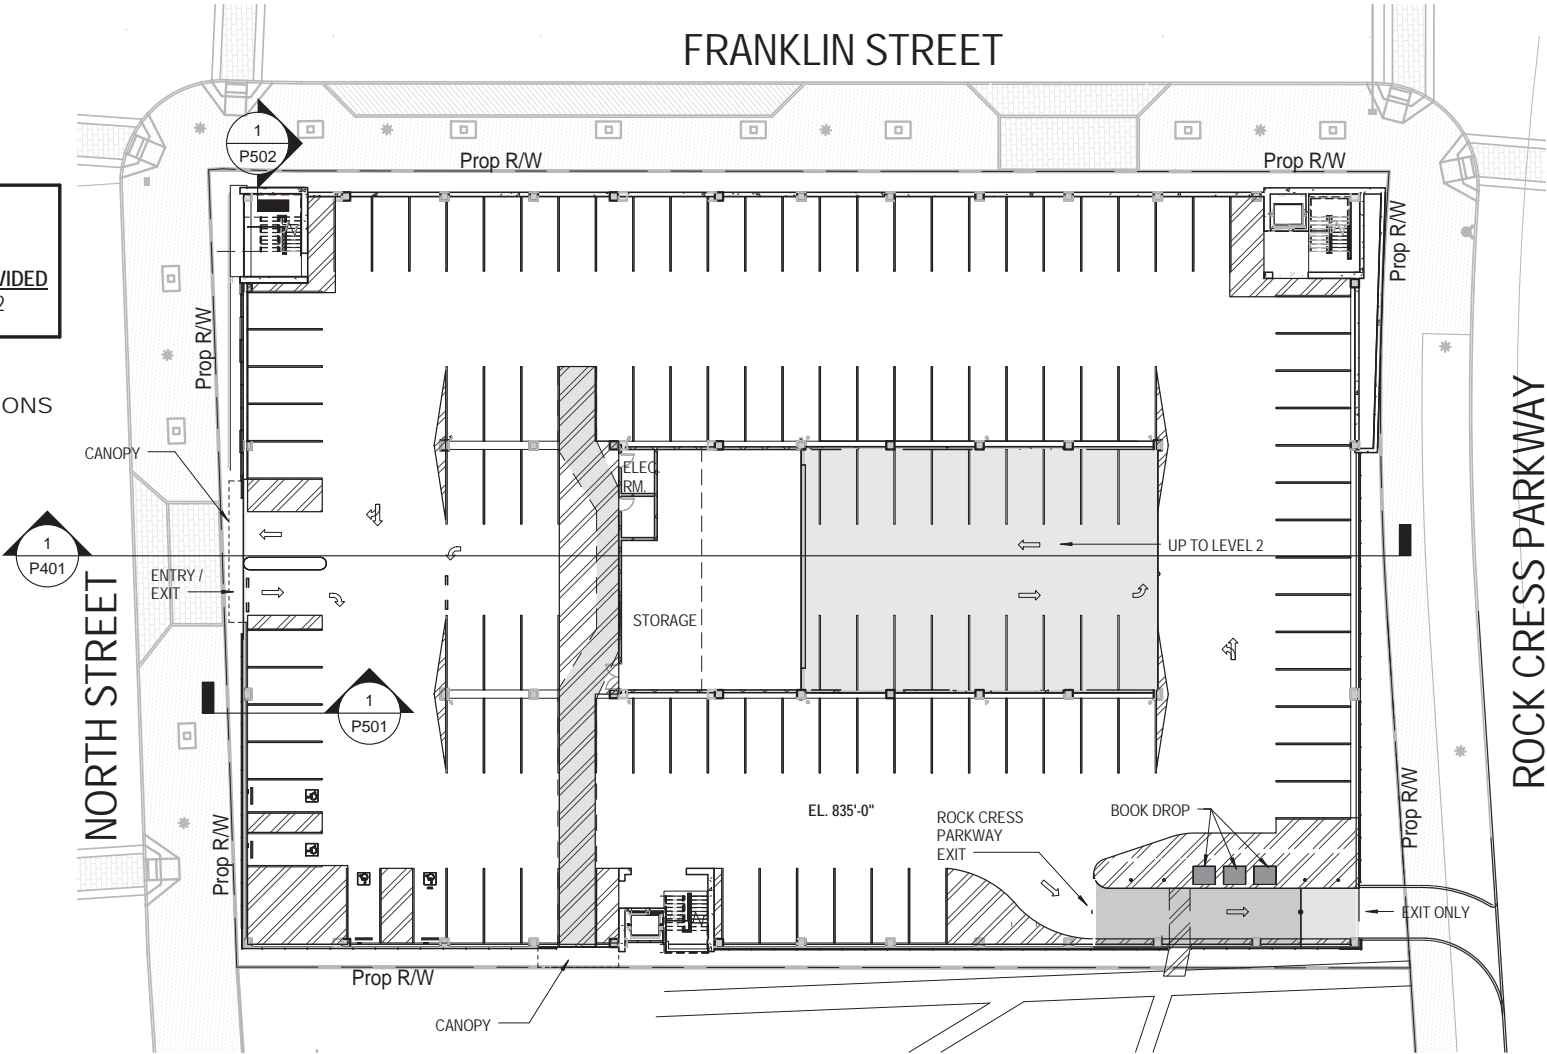 FRANKLIN STREET
1
P502
Prop R/W
Prop R/W
VIDED
2
Prop R/W
Prop R/W
ONS
CANOPY
ELEC.
RM.
1
P401
UP TO LEVEL 2
ENTRY /
EXIT
STORAGE
NORTH STREET
ROCK CRESS PARKWAY
1
P501
EL. 835'-0"
ROCK CRESS
PARKWAY
EXIT
BOOK DROP
Prop R/W
Prop R/W
EXIT ONLY
Prop R/W
CANOPY